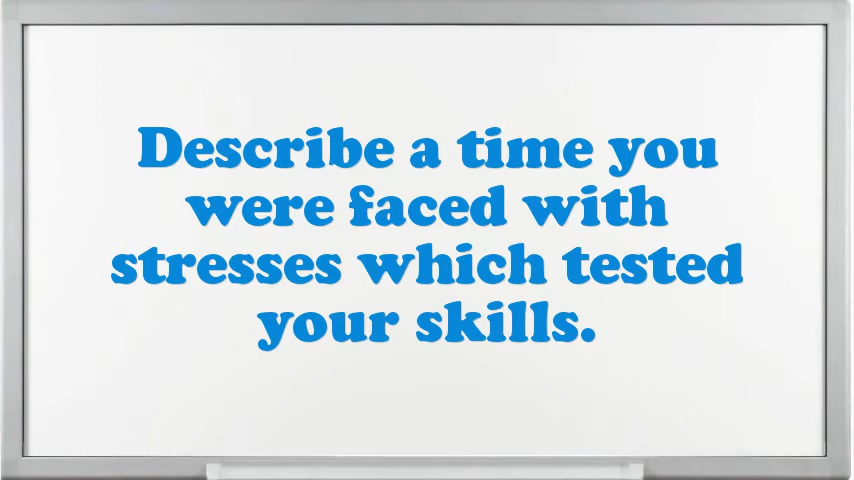 Describe a time you
were faced with
stresses which tested
your skills.